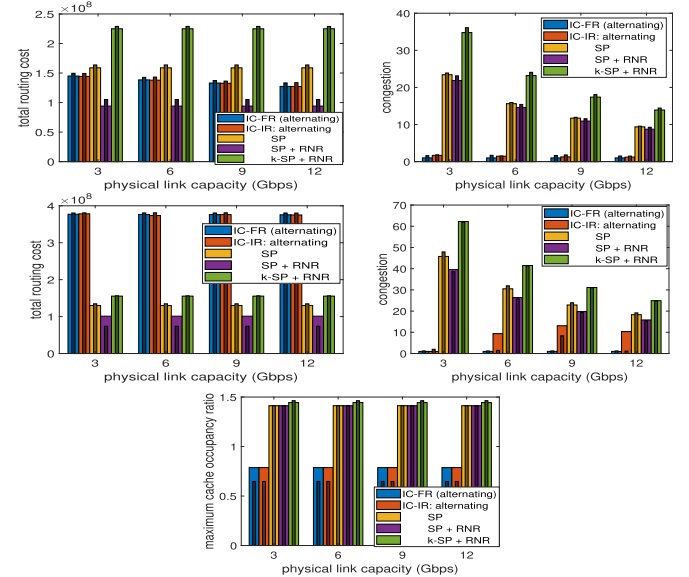 ×10⁸
2.5
2
1.5
1
0.5
0
total routing cost
3 6 9 12
physical link capacity (Gbps)
IC-FR (alternating)
IC-IR: alternating)
SP
SP + RNR
k-SP + RNR
40
30
20
10
0
congestion
3 6 9 12
physical link capacity (Gbps)
IC-FR (alternating)
IC-IR: alternating)
SP
SP + RNR
k-SP + RNR
×10⁸
4
3
2
1
0
total routing cost
3 6 9 12
physical link capacity (Gbps)
IC-FR (alternating)
IC-IR: alternating)
SP
SP + RNR
k-SP + RNR
70
60
50
40
30
20
10
0
congestion
3 6 9 12
physical link capacity (Gbps)
IC-FR (alternating)
IC-IR: alternating)
SP
SP + RNR
k-SP + RNR
1.5
1
0.5
0
maximum cache occupancy ratio
3 6 9 12
physical link capacity (Gbps)
IC-FR (alternating)
IC-IR: alternating)
SP
SP + RNR
k-SP + RNR